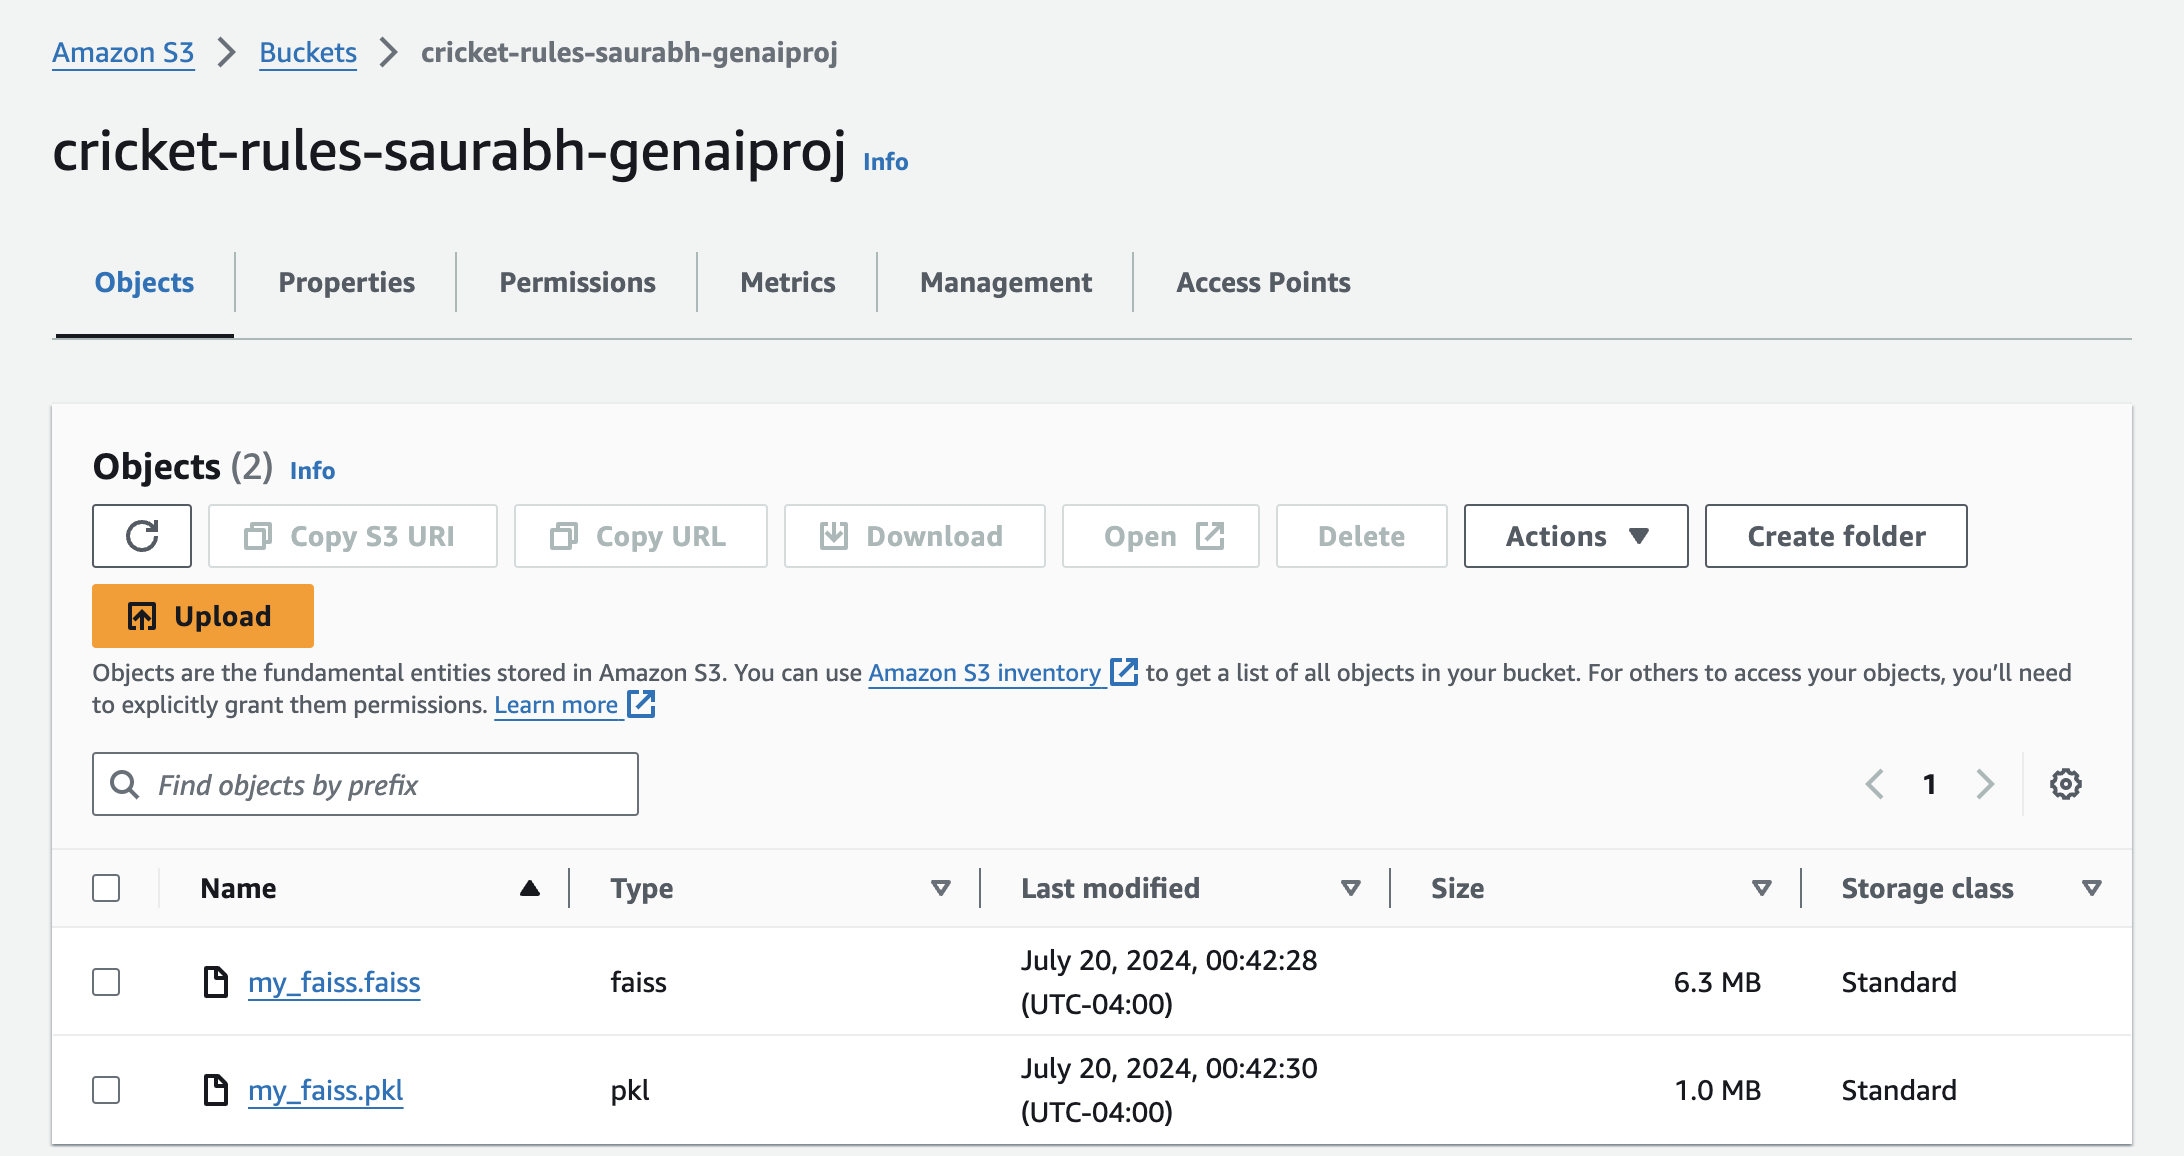 Amazon S3 > Buckets > cricket-rules-saurabh-genaiproj
cricket-rules-saurabh-genaiproj Info
Objects Properties Permissions Metrics Management Access Points
Objects (2) Info
Copy S3 URI Copy URL Download Open Delete Actions Create folder
Upload
Objects are the fundamental entities stored in Amazon S3. You can use Amazon S3 inventory to get a list of all objects in your bucket. For others to access your objects, you’ll need
to explicitly grant them permissions. Learn more
Find objects by prefix 1
Name Type Last modified Size Storage class
my_faiss.faiss faiss July 20, 2024, 00:42:28 (UTC-04:00) 6.3 MB Standard
my_faiss.pkl pkl July 20, 2024, 00:42:30 (UTC-04:00) 1.0 MB Standard